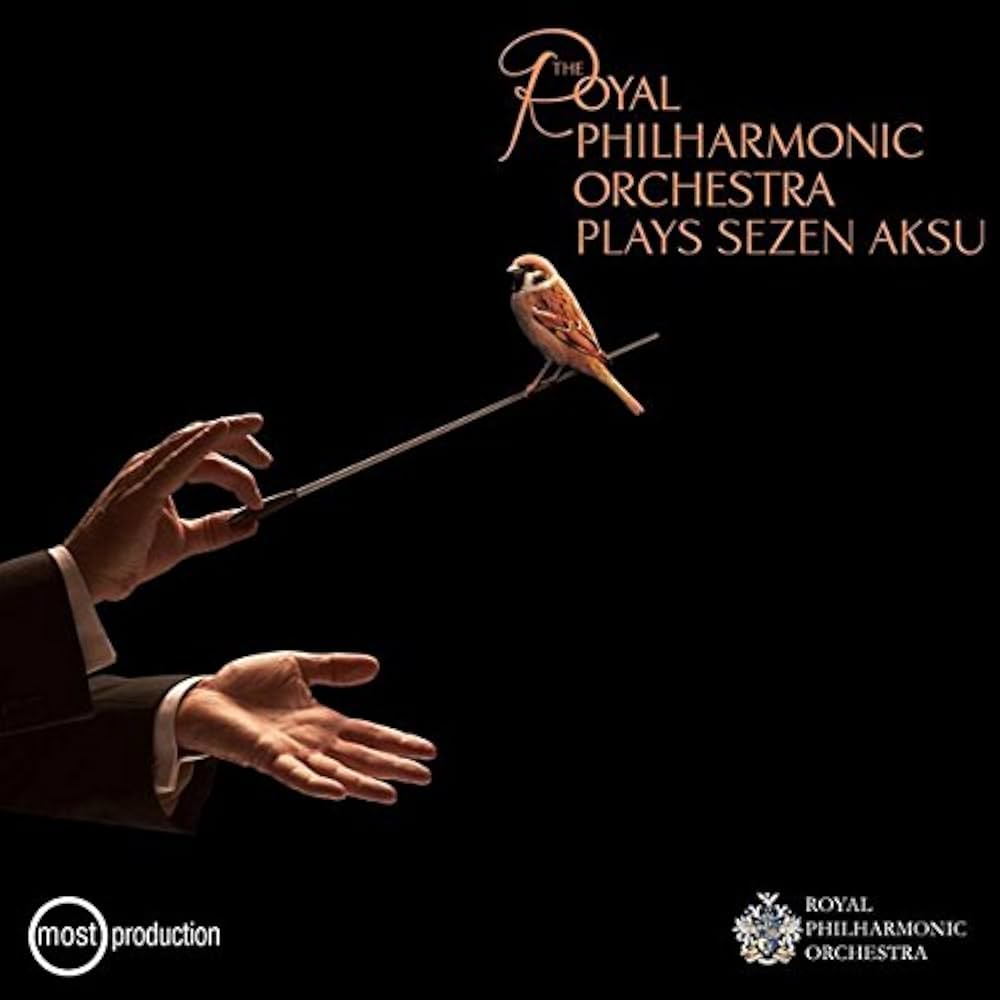 THE
ROYAL
PHILHARMONIC
ORCHESTRA
PLAYS SEZEN AKSU
most production
ROYAL
PHILHARMONIC
ORCHESTRA